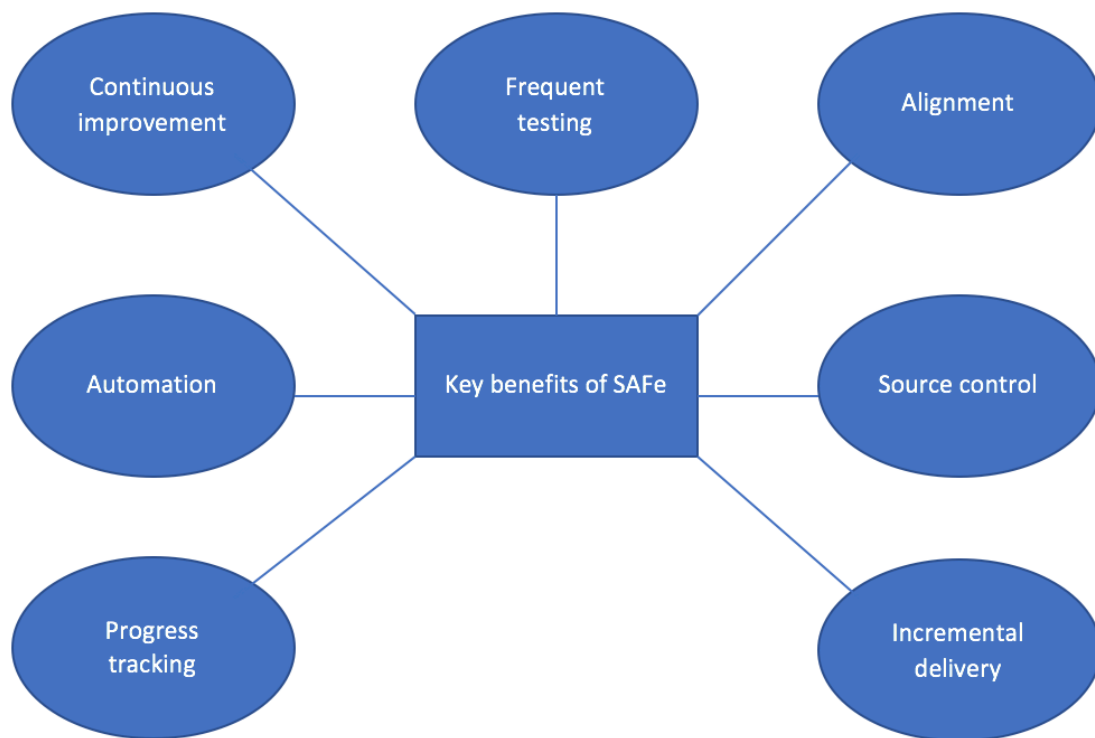 Continuous
improvement
Frequent
testing
Alignment
Automation
Key benefits of SAFe
Source control
Progress
tracking
Incremental
delivery